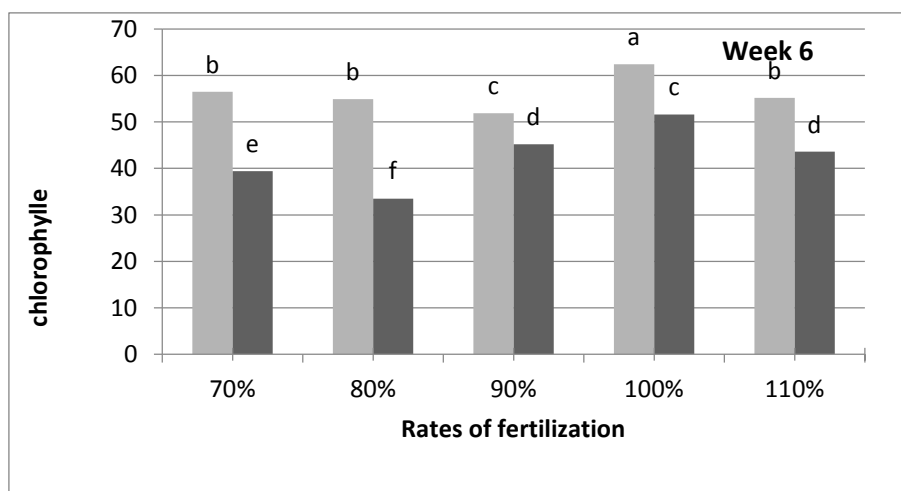 70
60
50
40
30
20
10
0
chlorophylle
Week 6
b
e
b
f
c
d
a
c
b
d
70%
80%
90%
100%
110%
Rates of fertilization